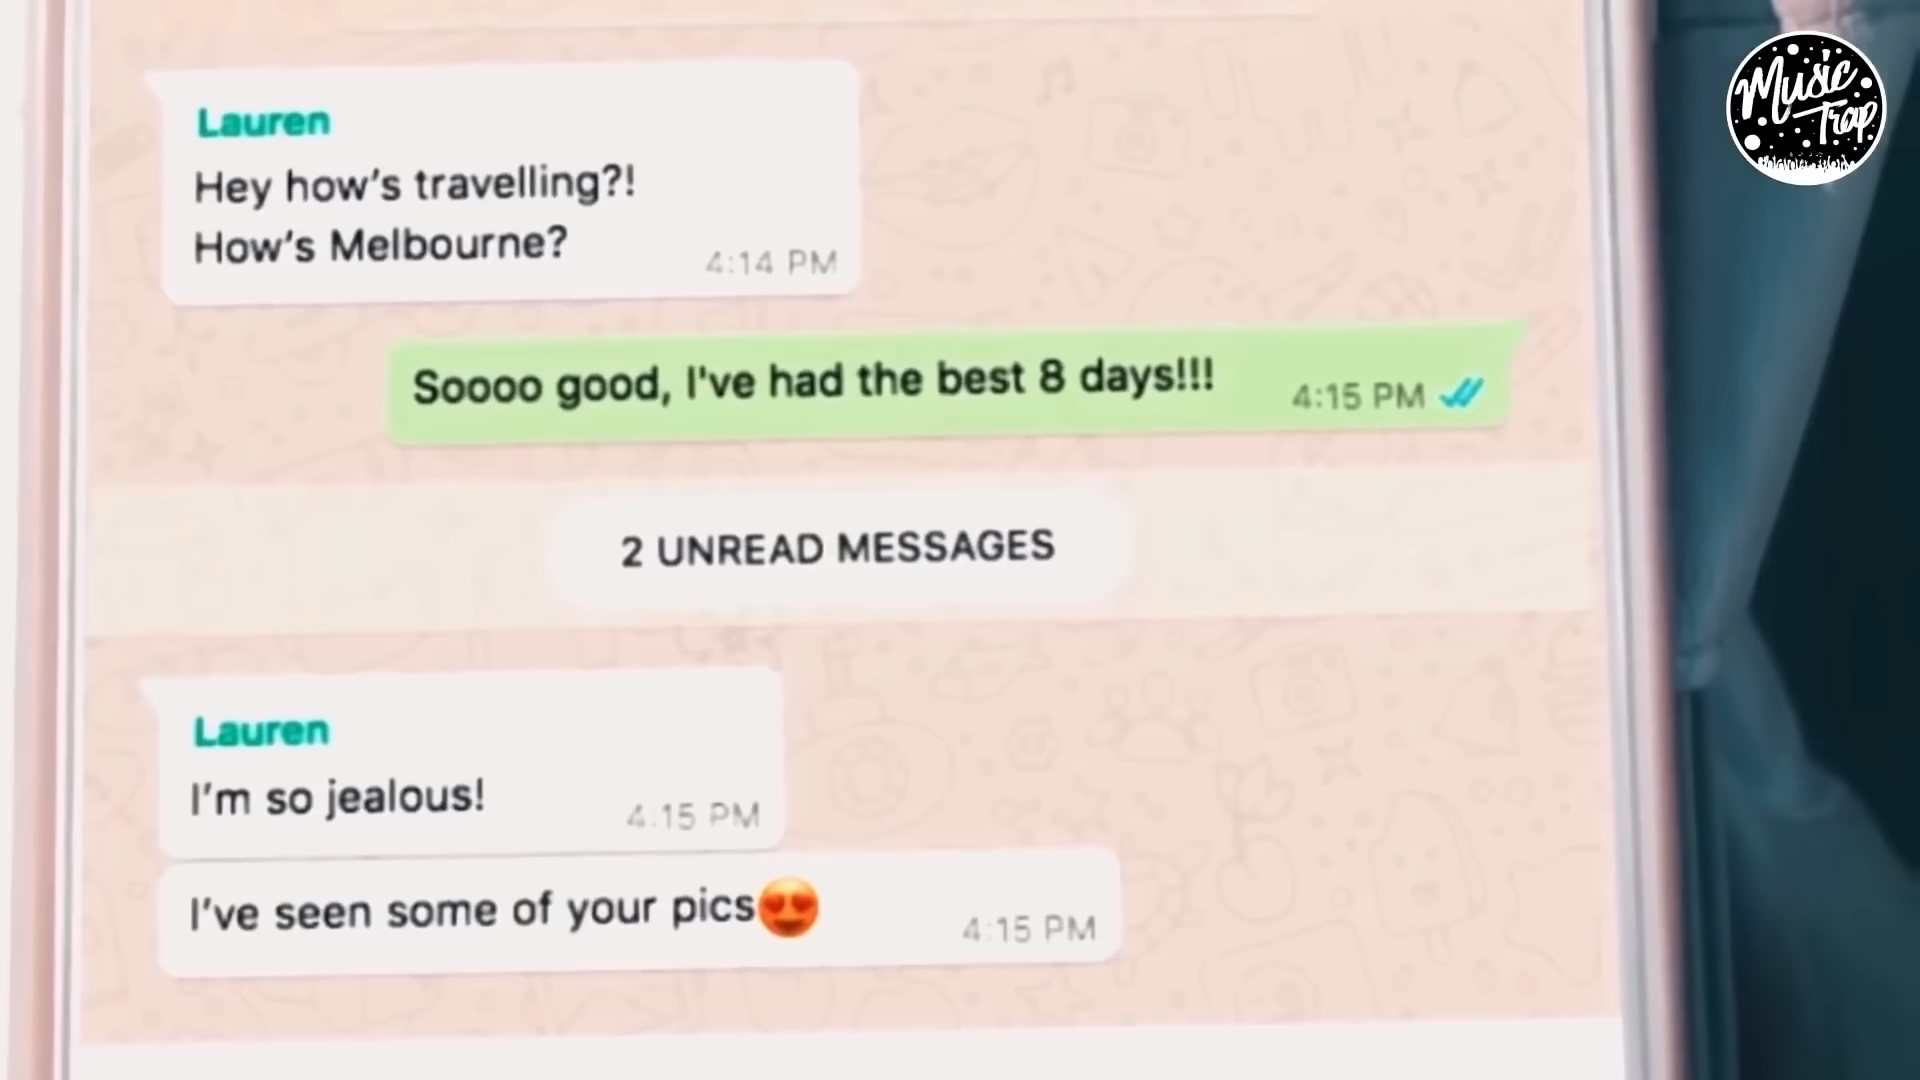 Music
Trap
Lauren
Hey how's travelling?!
How's Melbourne?
4:14 PM
Soooo good, I've had the best 8 days!!!
4:15 PM
2 UNREAD MESSAGES
Lauren
I'm so jealous!
4:15 PM
I've seen some of your pics😍
4:15 PM